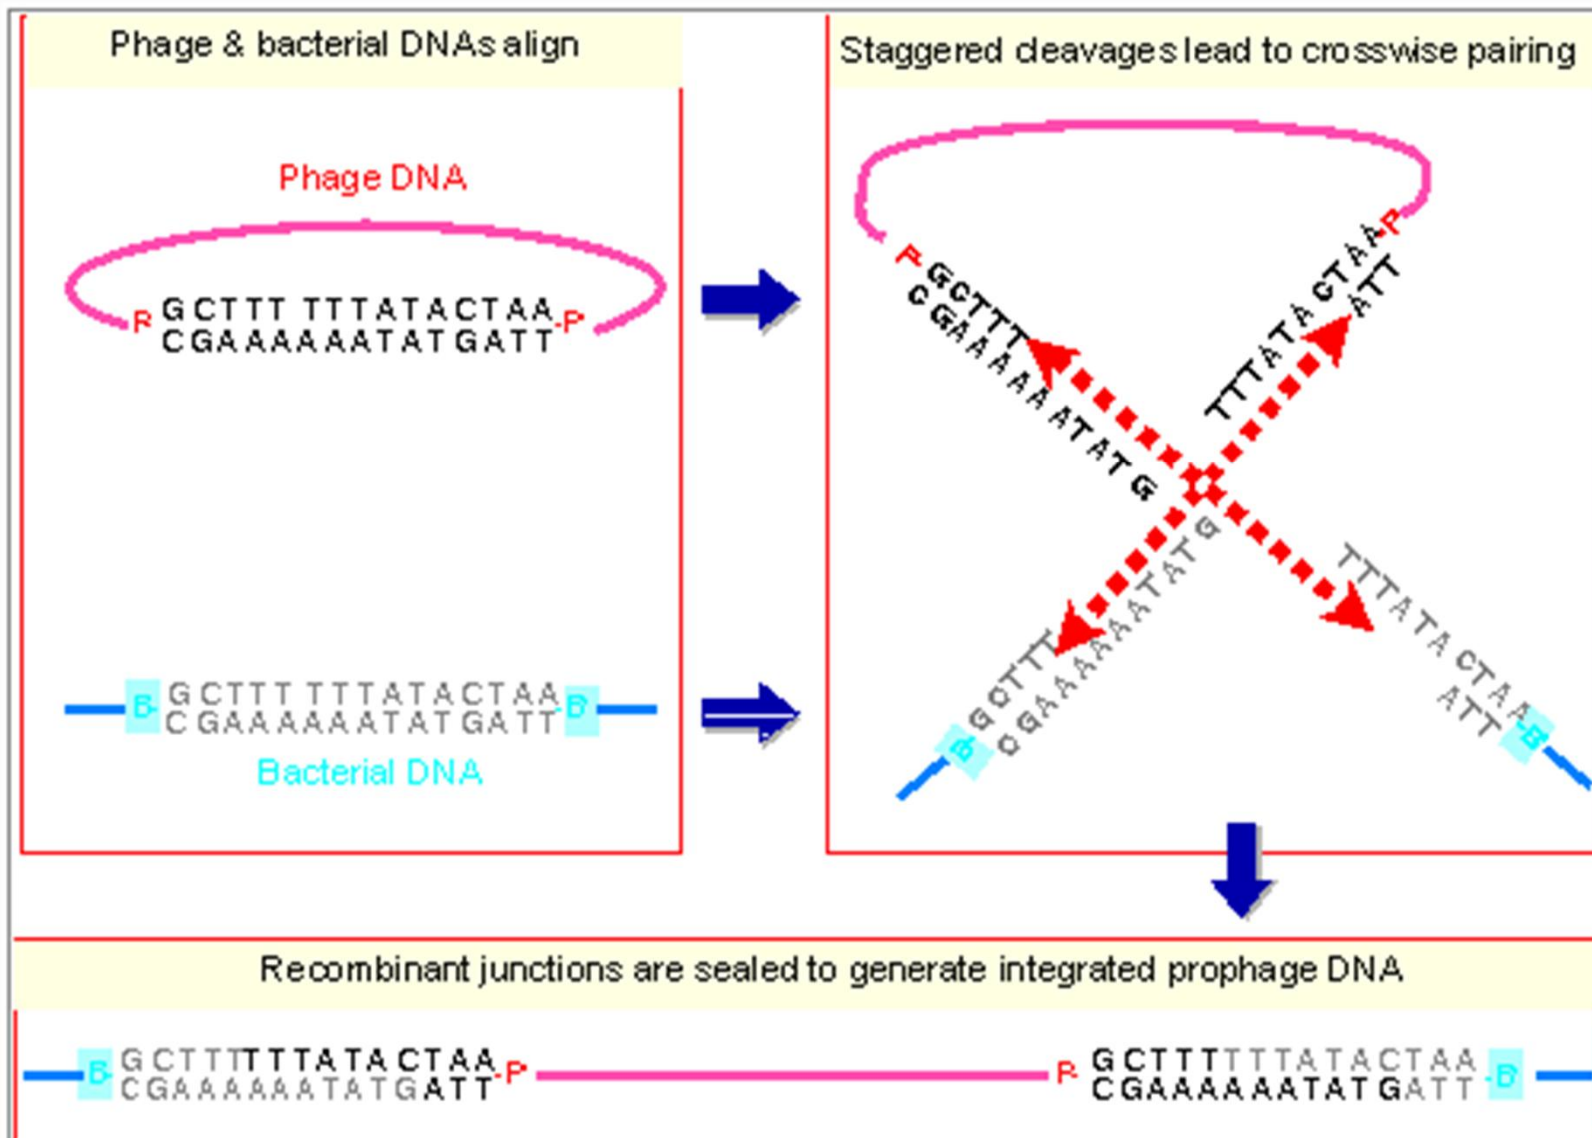 Phage & bacterial DNAs align
Phage DNA
P- GCTTT TTTATACTAA -P'
CGAAAAAATATGATT
B- GCTTT TTTATACTAA -B'
CGAAAAAATATGATT
Bacterial DNA
Staggered cleavages lead to crosswise pairing
P- GCTTT
CGAAAAAATATG
TTTATACTAA-P'
ATT
B- GCTTT
CGAAAAAATATG
TTTATACTAA-B'
ATT
Recombinant junctions are sealed to generate integrated prophage DNA
B- GCTTTTTTATACTAA-P' P- GCTTTTTTATACTAA -B'
CGAAAAAATATGATT CGAAAAAATATGATT